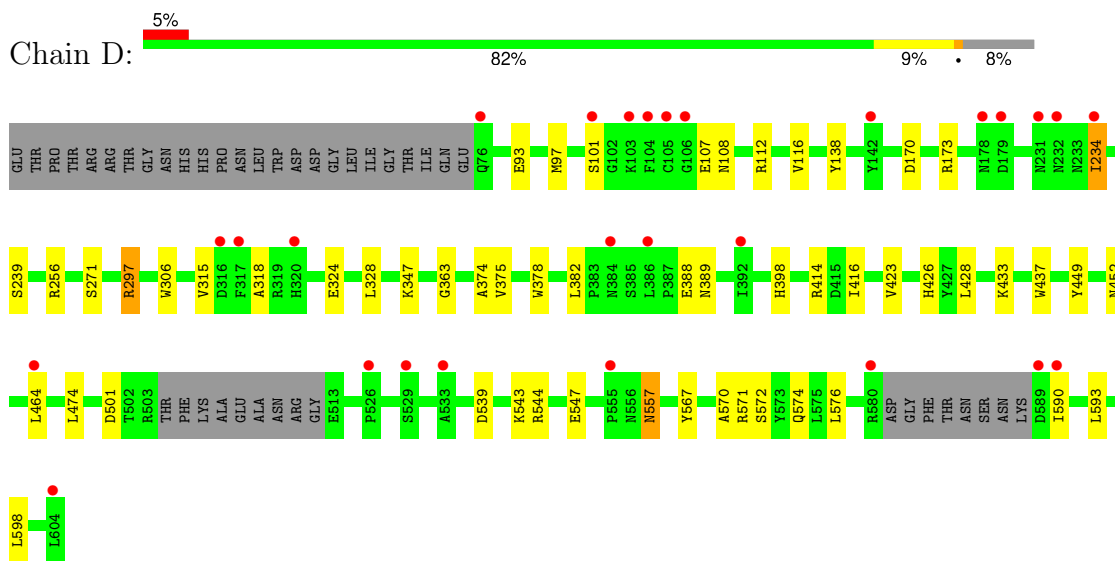 5%
Chain D:
82% 9% • 8%
GLU THR PRO THR ARG ARG THR GLY ASN HIS HIS PRO ASN LEU TRP ASP ASP GLY LEU ILE GLY THR ILE GLN GLU Q76 E93 M97 S101 G102 K103 F104 C105 G106 E107 N108 R112 V116 Y138 Y142 D170 R173 N178 D179 N231 N232 N233 I234
S239 R256 S271 R297 W306 V315 D316 F317 A318 R319 H320 E324 L328 K347 G363 A374 V375 W378 L382 P383 N384 S385 L386 P387 E388 N389 I392 H398 R414 D415 I416 V423 H426 Y427 L428 K433 W437 Y449 N452
L464 L474 D501 T502 R503 THR PHE LYS ALA GLU ALA ASN ARG GLY E513 P526 S529 A533 D539 K543 R544 E547 P555 N556 N557 Y567 A570 R571 S572 Y573 Q574 L575 L576 R580 ASP GLY PHE THR ASN SER ASN LYS D589 I590 L593
L598 L604